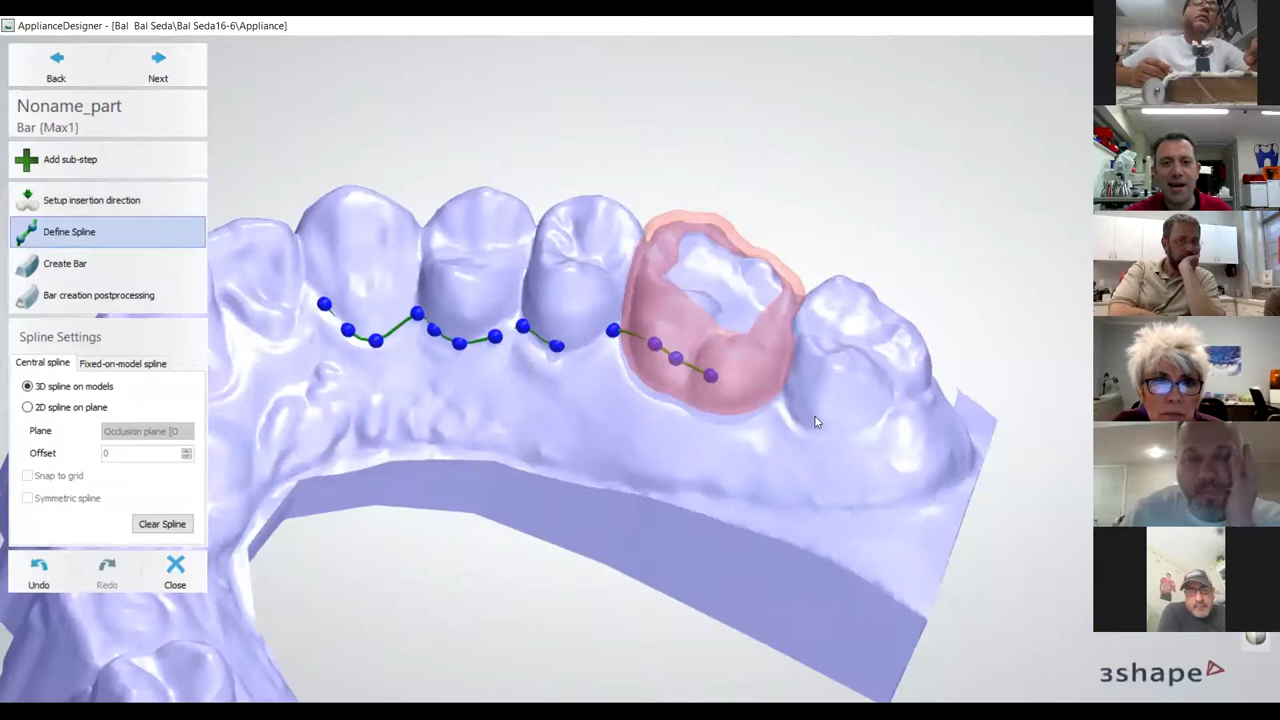 ApplianceDesigner - [Bal Bal Seda\Bal Seda16-6\Appliance]
Back
Next
Noname_part
Bar {Max1}
Add sub-step
Setup insertion direction
Define Spline
Create Bar
Bar creation postprocessing
Spline Settings
Central spline
Fixed-on-model spline
3D spline on models
2D spline on plane
Plane
Occlusion plane [O
Offset
0
Snap to grid
Symmetric spline
Clear Spline
Undo
Redo
Close
3shape